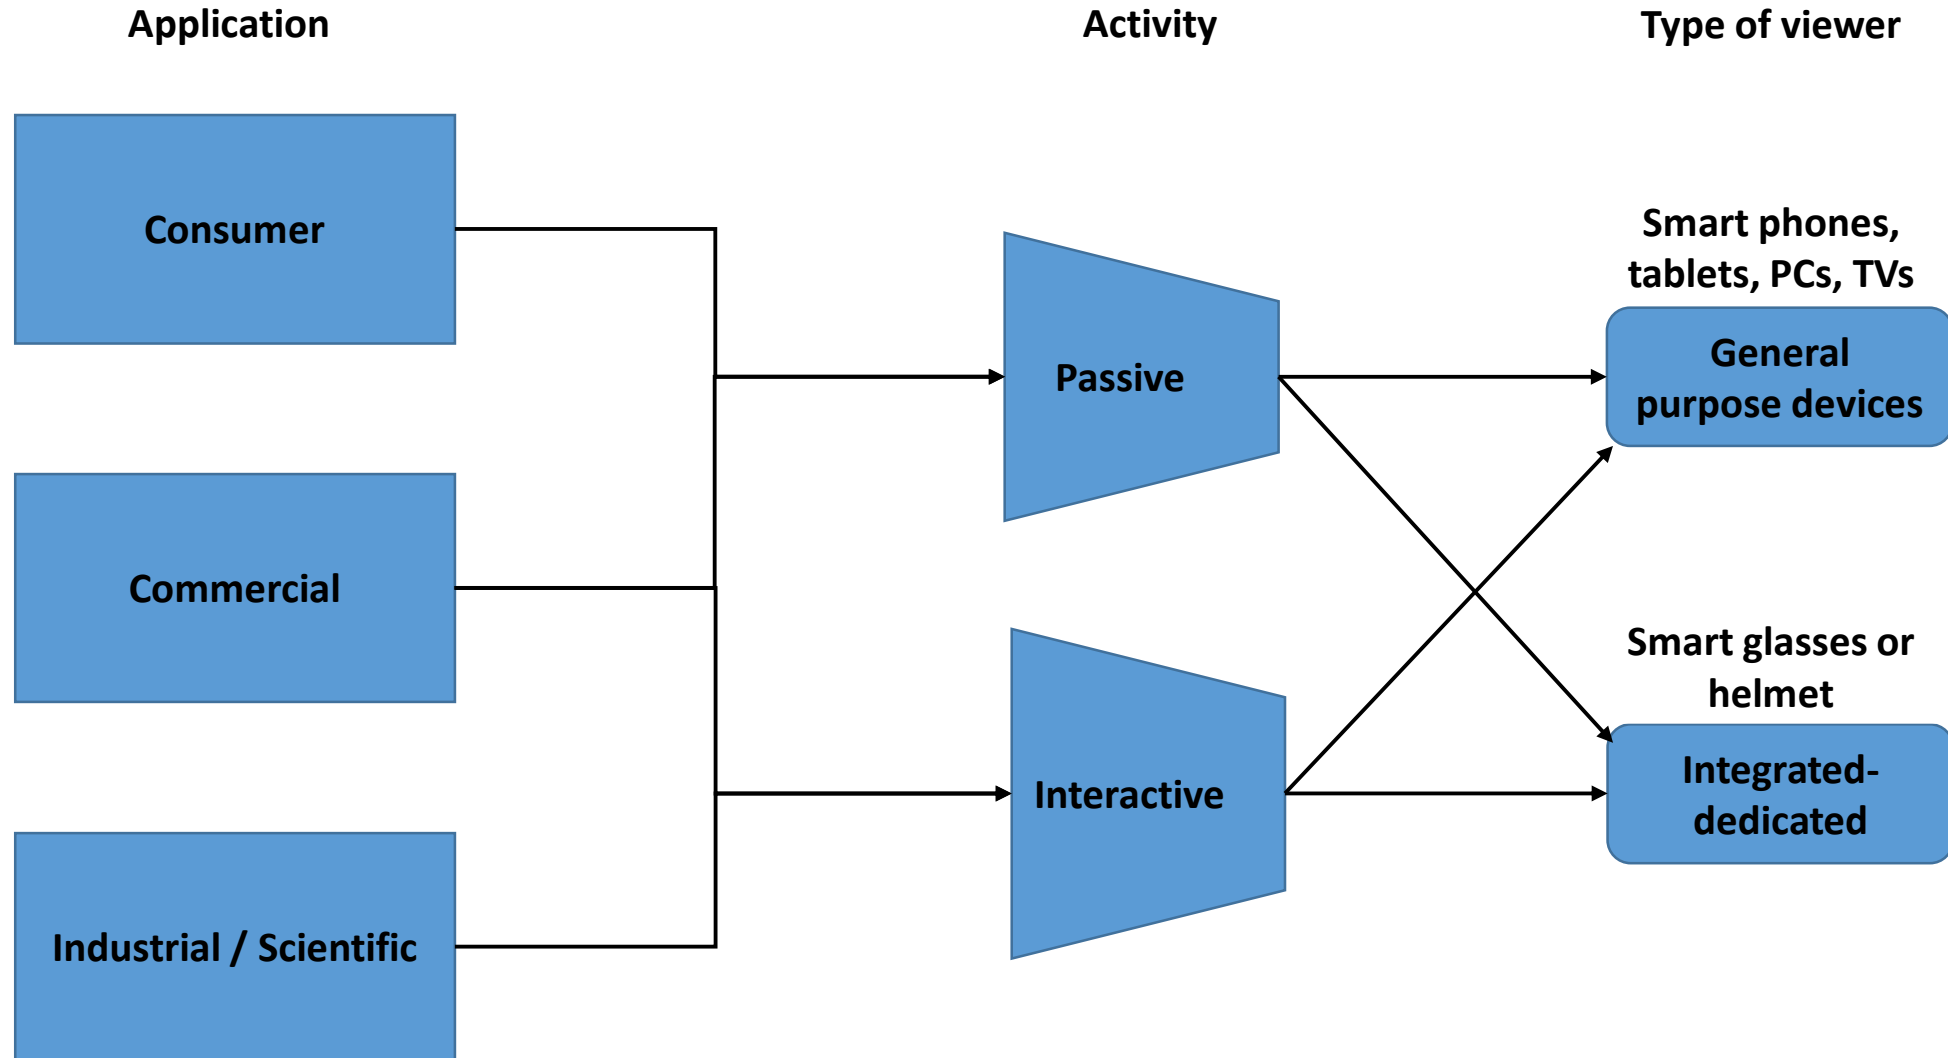 Application
Activity
Type of viewer
Consumer
Commercial
Industrial / Scientific
Passive
Interactive
Smart phones,
tablets, PCs, TVs
General
purpose devices
Smart glasses or
helmet
Integrated-
dedicated